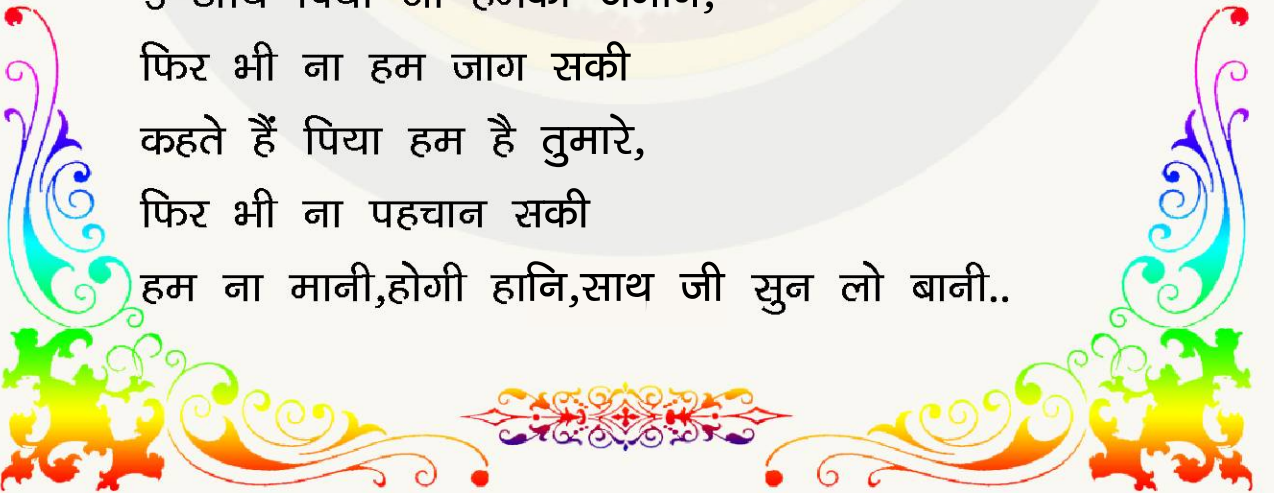 पिया
फिर भी ना हम जाग सकी
कहते हैं पिया हम है तुमारे,
फिर भी ना पहचान सकी
हम ना मानी,होगी हानि,साथ जी सुन लो बानी..